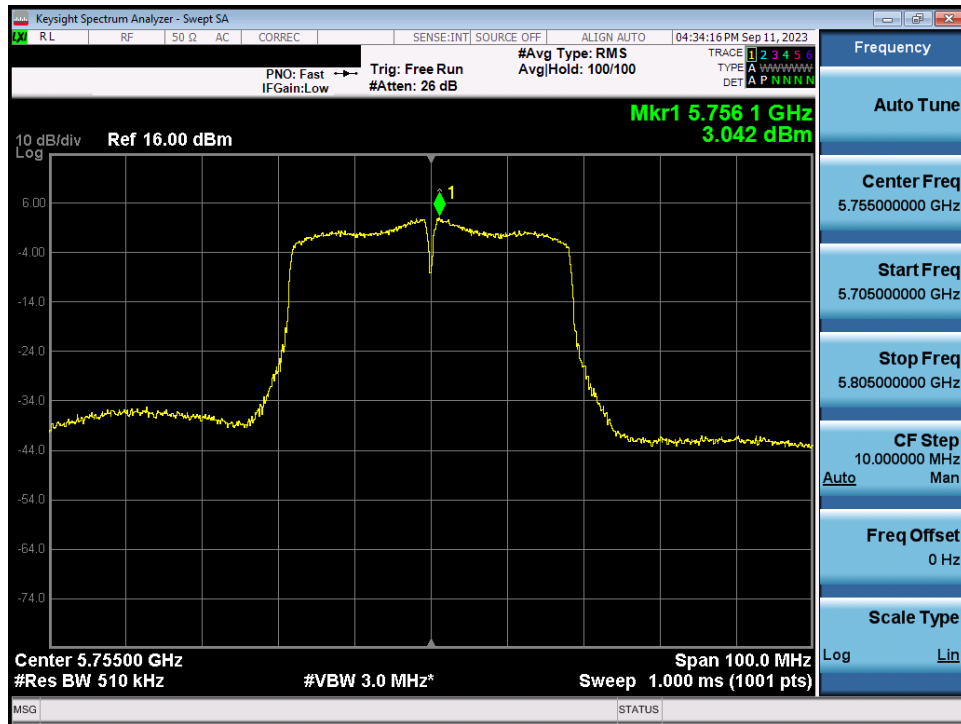 Keysight Spectrum Analyzer - Swept SA
LXI RL RF 50 Ω AC CORREC SENSE:INT SOURCE OFF ALIGN AUTO 04:34:16 PM Sep 11, 2023
PNO: Fast
IFGain:Low
Trig: Free Run
#Atten: 26 dB
#Avg Type: RMS
Avg|Hold: 100/100
TRACE 1 2 3 4 5 6
TYPE A WWWWW
DET A P N N N N
Mkr1 5.756 1 GHz
3.042 dBm
10 dB/div Ref 16.00 dBm
Log
1
6.00
-4.00
-14.0
-24.0
-34.0
-44.0
-54.0
-64.0
-74.0
Center 5.75500 GHz Span 100.0 MHz
#Res BW 510 kHz #VBW 3.0 MHz* Sweep 1.000 ms (1001 pts)
MSG STATUS
Frequency
Auto Tune
Center Freq
5.755000000 GHz
Start Freq
5.705000000 GHz
Stop Freq
5.805000000 GHz
CF Step
10.000000 MHz
Auto Man
Freq Offset
0 Hz
Scale Type
Log Lin